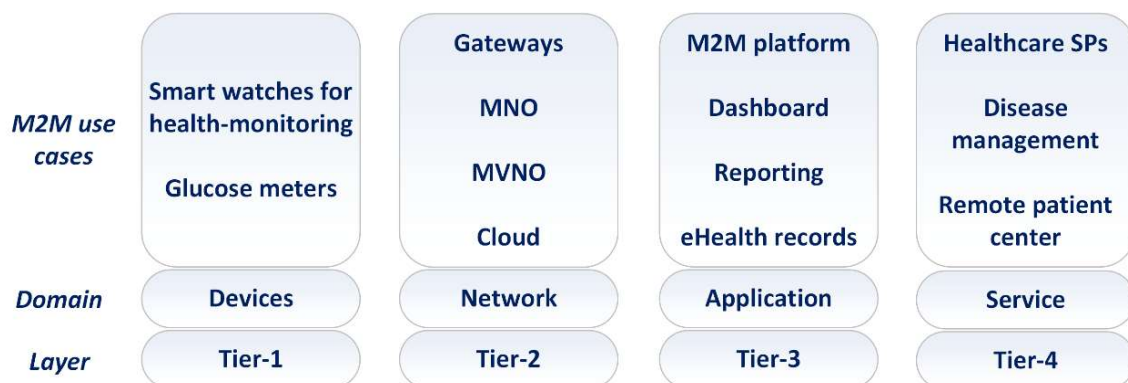 M2M use
cases
Smart watches for
health-monitoring
Glucose meters
Gateways
MNO
MVNO
Cloud
M2M platform
Dashboard
Reporting
eHealth records
Healthcare SPs
Disease
management
Remote patient
center
Domain
Devices
Network
Application
Service
Layer
Tier-1
Tier-2
Tier-3
Tier-4